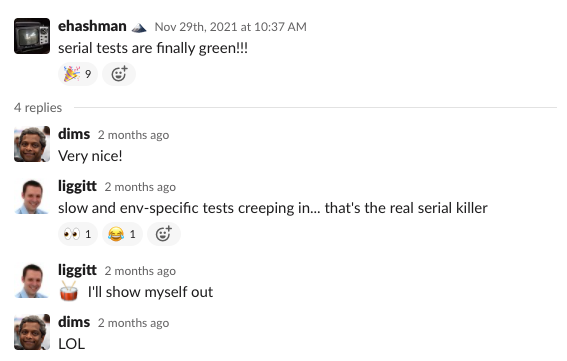 ehashman Nov 29th, 2021 at 10:37 AM
serial tests are finally green!!!
9
4 replies
dims 2 months ago
Very nice!
liggitt 2 months ago
slow and env-specific tests creeping in... that's the real serial killer
1 1
liggitt 2 months ago
I'll show myself out
dims 2 months ago
LOL